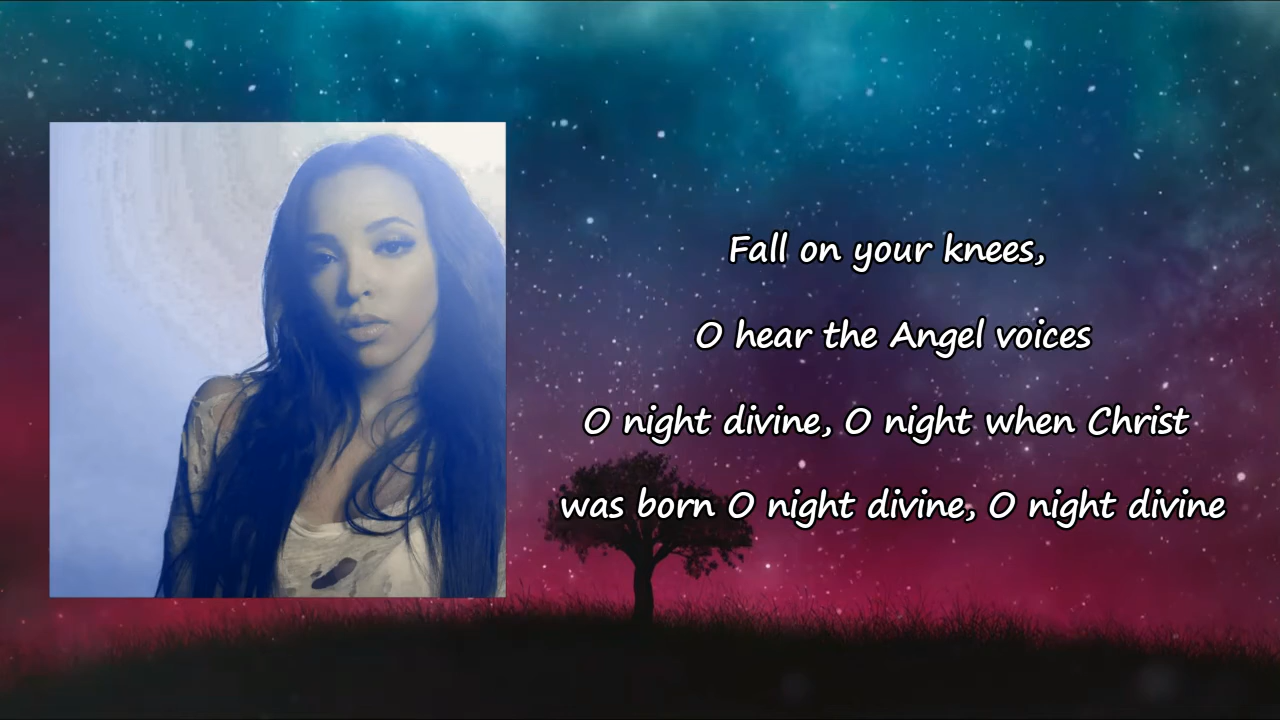 Fall on your knees,
O hear the Angel voices
O night divine, O night when Christ
was born O night divine, O night divine